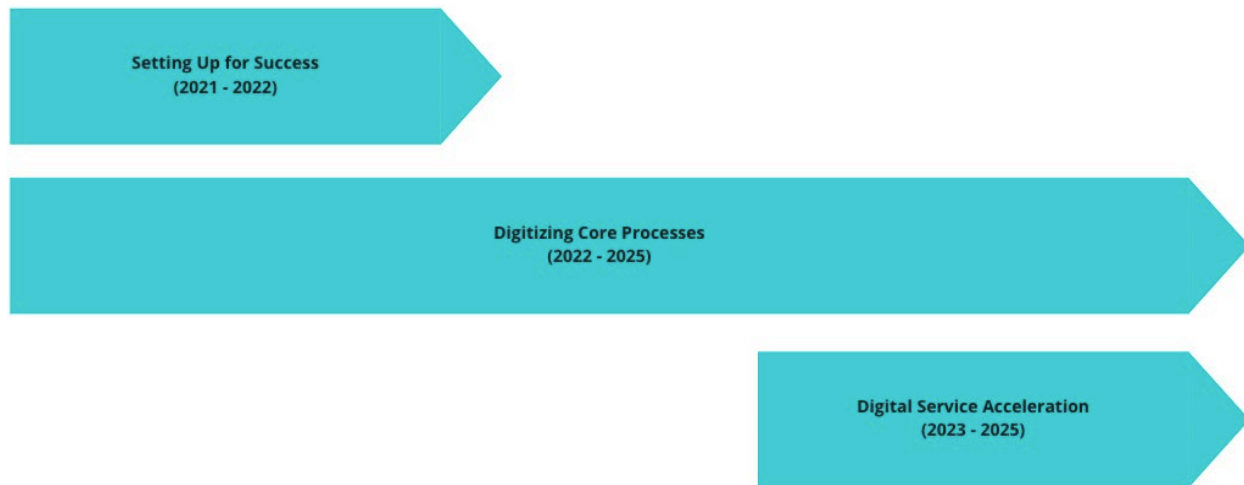 Setting Up for Success
(2021 - 2022)
Digitizing Core Processes
(2022 - 2025)
Digital Service Acceleration
(2023 - 2025)